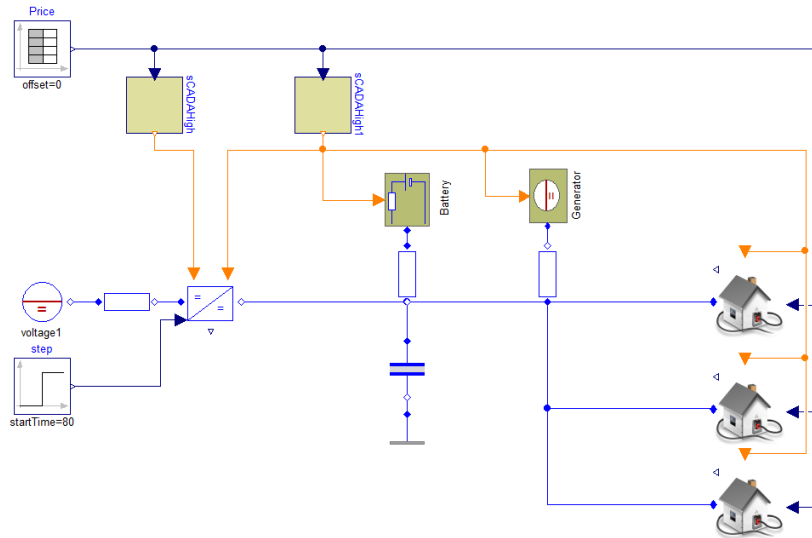 Price
offset=0
sCADAHigh
sCADAHigh1
Battery
Generator
voltage1
step
startTime=80